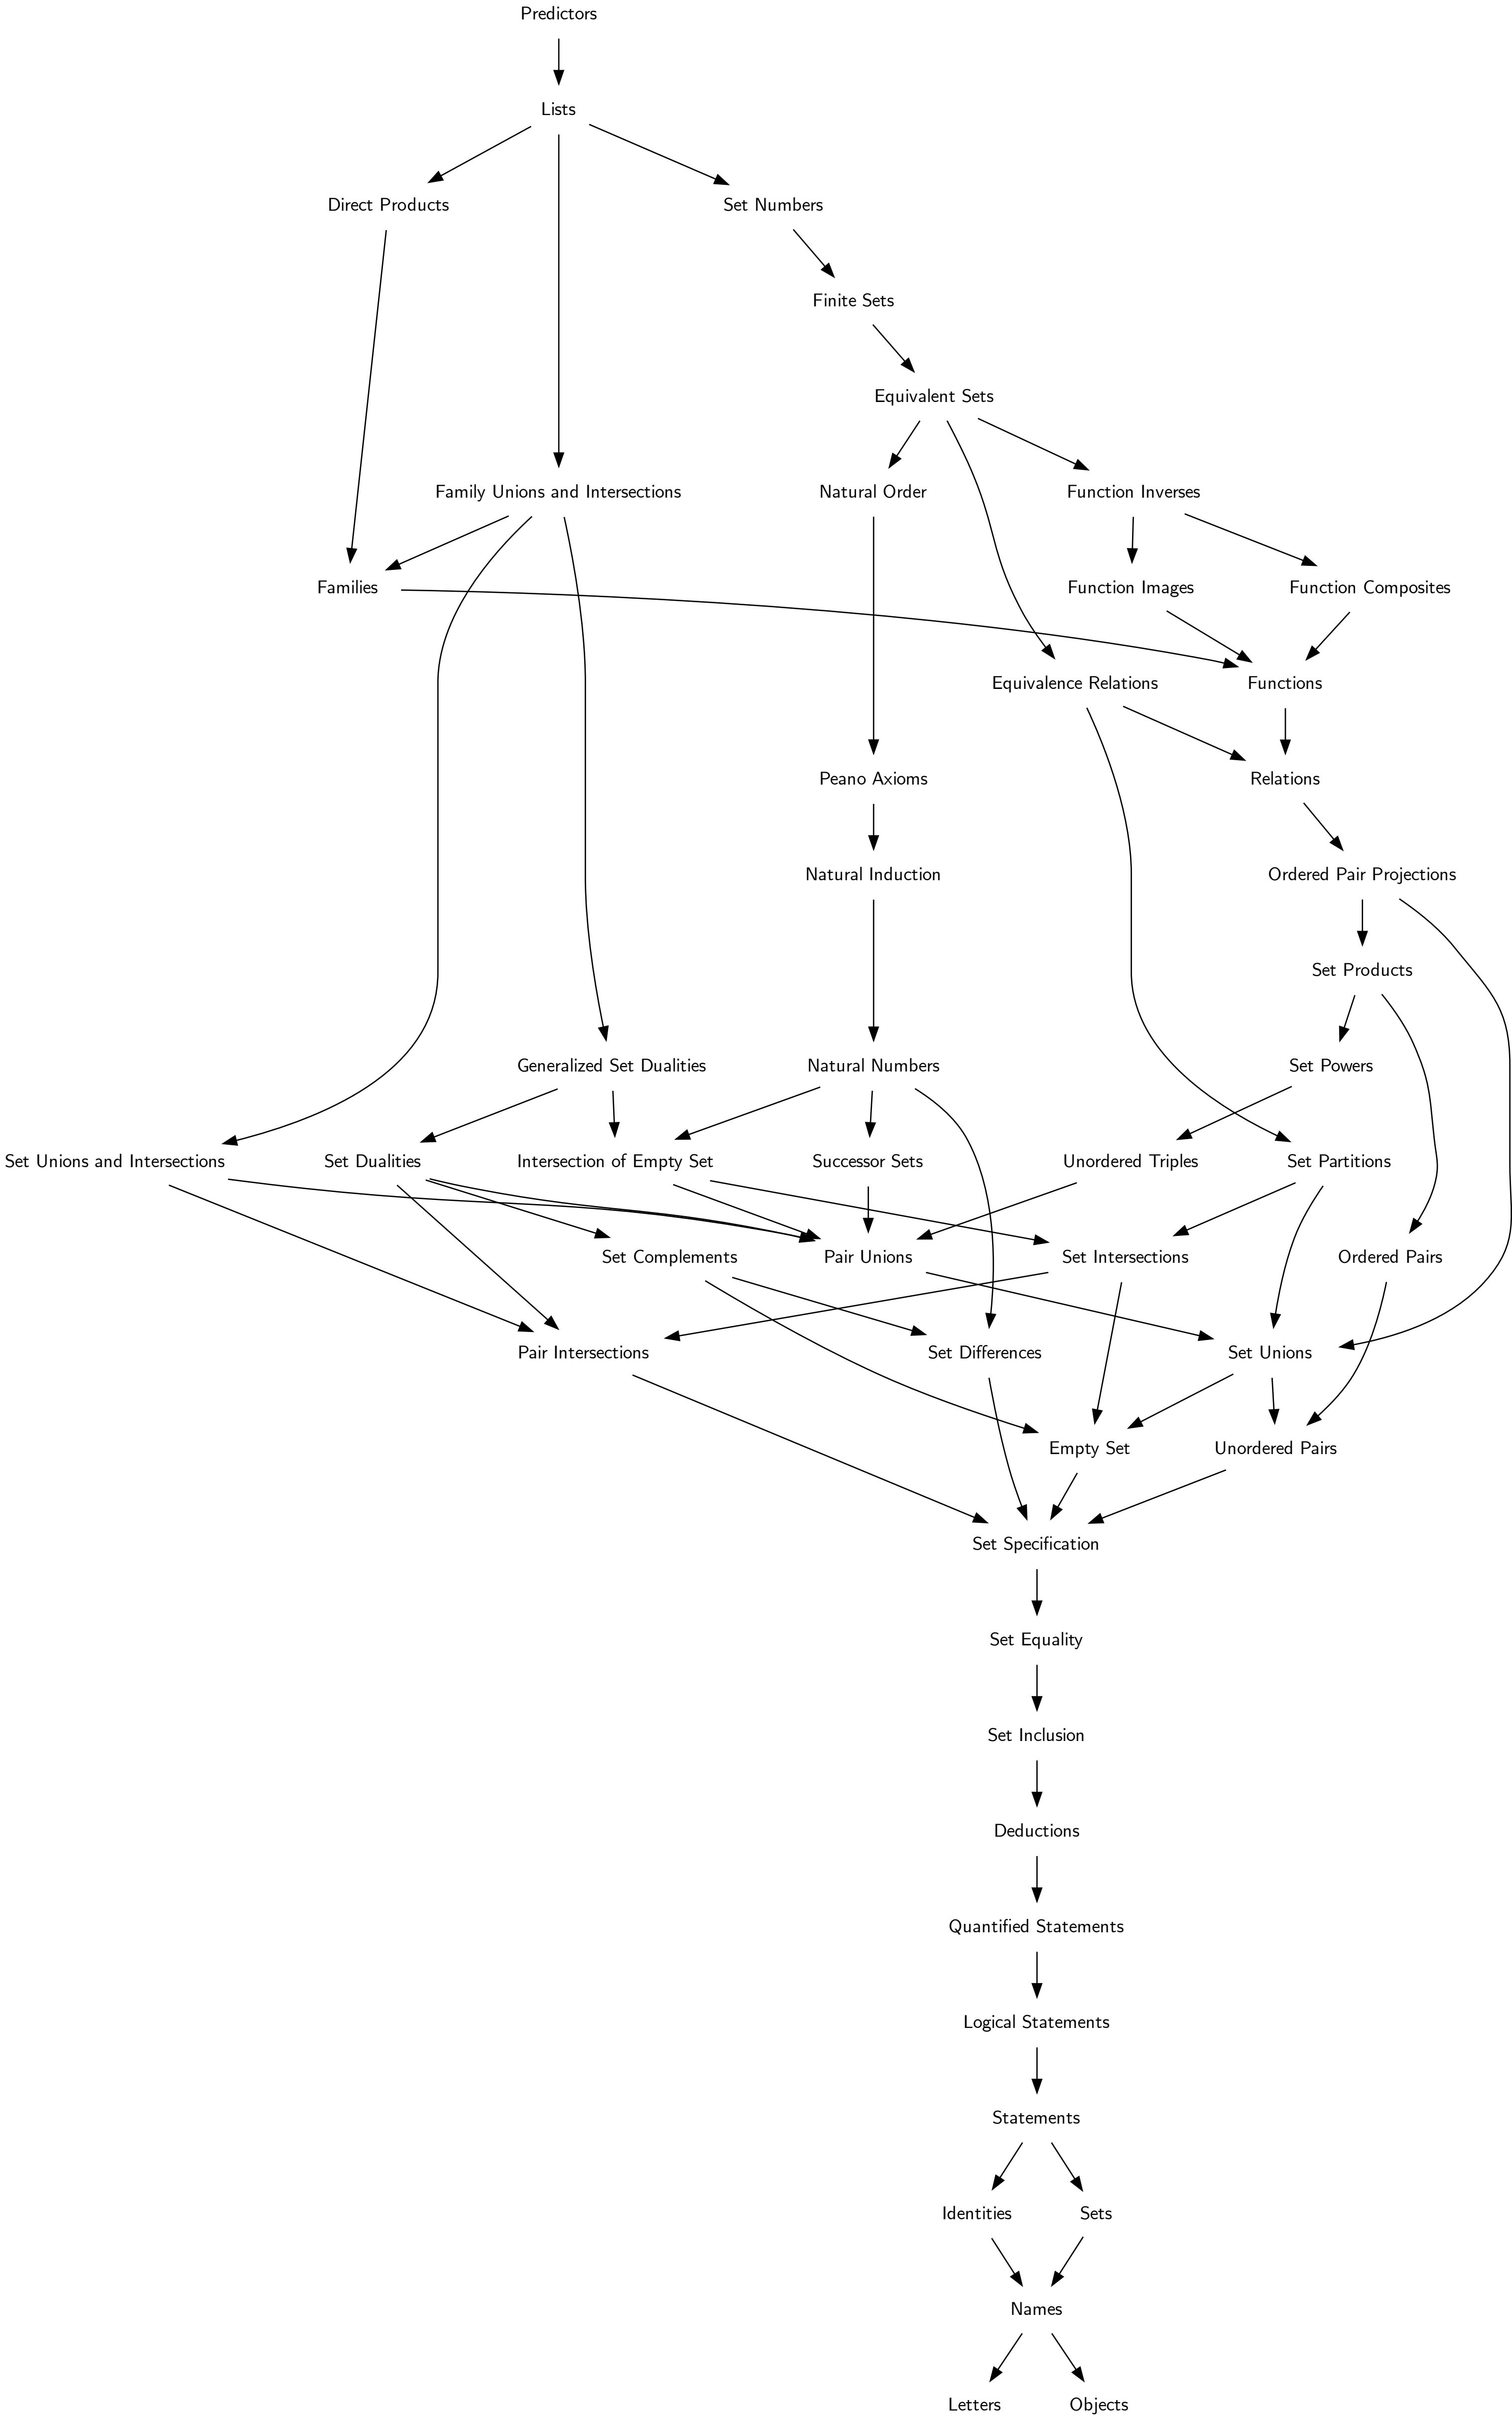 Predictors
Lists
Direct Products
Set Numbers
Finite Sets
Equivalent Sets
Family Unions and Intersections
Natural Order
Function Inverses
Families
Function Images
Function Composites
Equivalence Relations
Functions
Peano Axioms
Relations
Natural Induction
Ordered Pair Projections
Set Products
Generalized Set Dualities
Natural Numbers
Set Powers
Set Unions and Intersections
Set Dualities
Intersection of Empty Set
Successor Sets
Unordered Triples
Set Partitions
Set Complements
Pair Unions
Set Intersections
Ordered Pairs
Pair Intersections
Set Differences
Set Unions
Empty Set
Unordered Pairs
Set Specification
Set Equality
Set Inclusion
Deductions
Quantified Statements
Logical Statements
Statements
Identities
Sets
Names
Letters
Objects